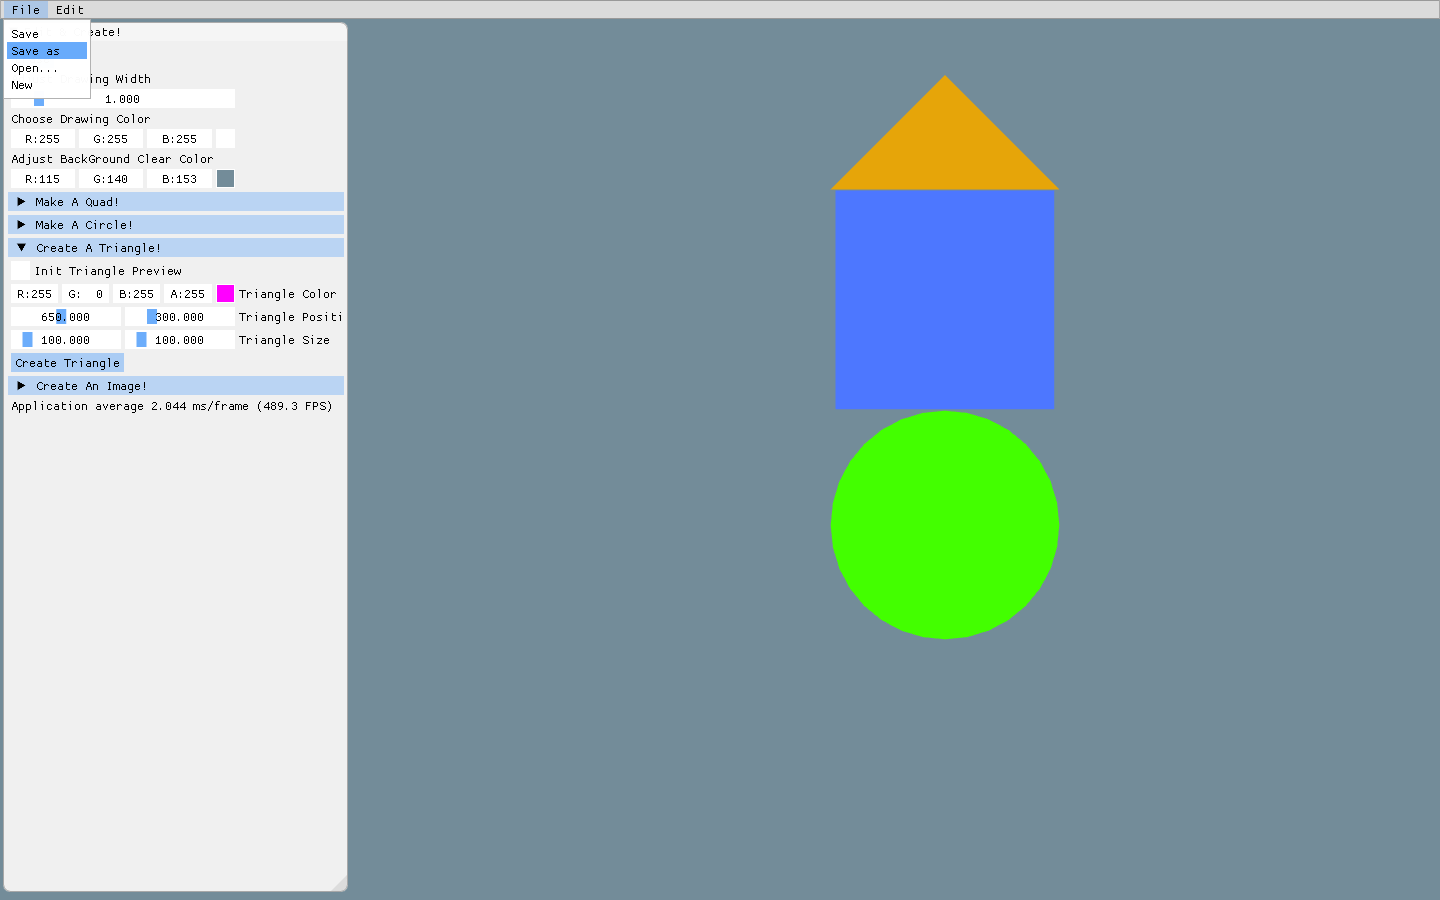 File Edit
Save
Save as
Open...
New
eate!
ing Width
1.000
Choose Drawing Color
R:255 G:255 B:255
Adjust BackGround Clear Color
R:115 G:140 B:153
Make A Quad!
Make A Circle!
Create A Triangle!
Init Triangle Preview
R:255 G: 0 B:255 A:255 Triangle Color
650.000 300.000 Triangle Positi
100.000 100.000 Triangle Size
Create Triangle
Create An Image!
Application average 2.044 ms/frame (489.3 FPS)